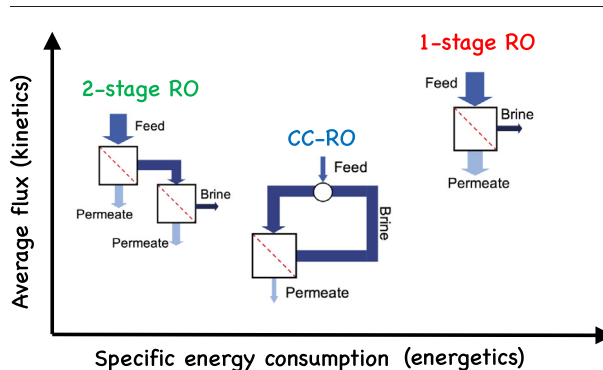 1-stage RO
Feed
Brine
Permeate
2-stage RO
Feed
Brine
Permeate
Permeate
CC-RO
Feed
Brine
Permeate
Average flux (kinetics)
Specific energy consumption (energetics)